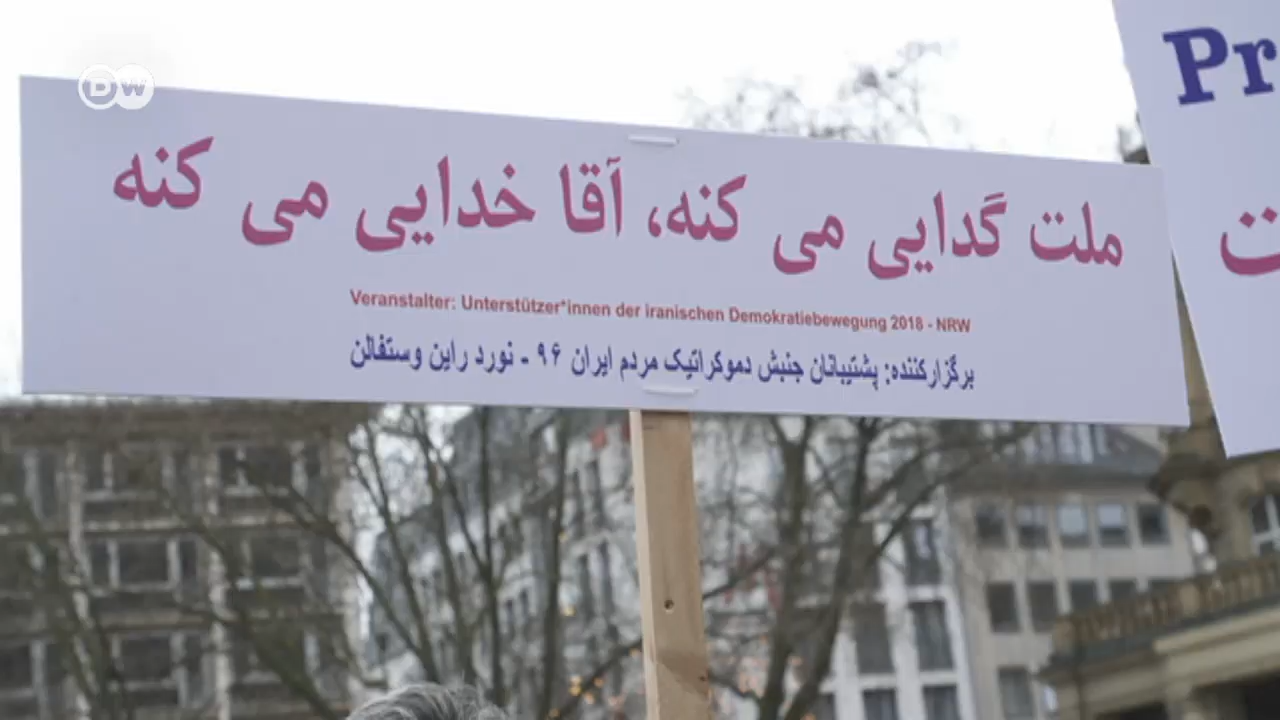 DW
ملت گدایی می کنه، آقا خدایی می کنه
Veranstalter: Unterstützer*innen der iranischen Demokratiebewegung 2018 - NRW
برگزارکننده: پشتیبانان جنبش دموکراتیک مردم ایران ۹۶ - نورد راین وستفالن
Pr
ت